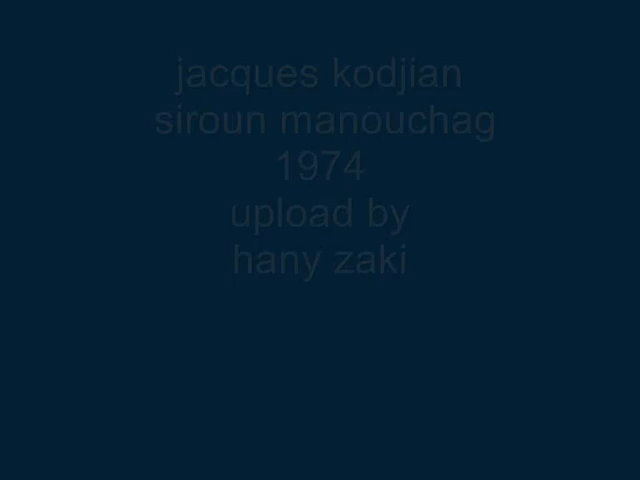 jacques kodjian
siroun manouchag
1974
upload by
hany zaki